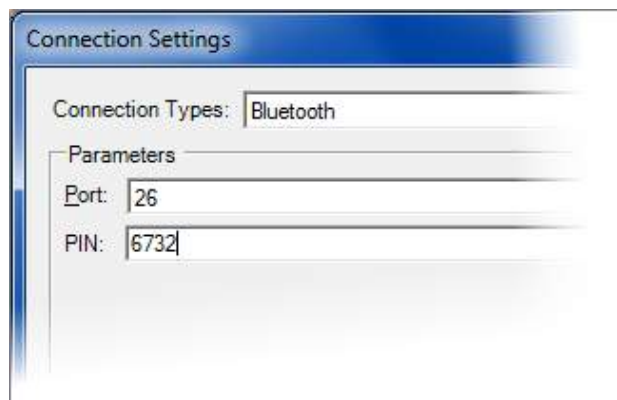 Connection Settings
Connection Types: Bluetooth
Parameters
Port: 26
PIN: 6732